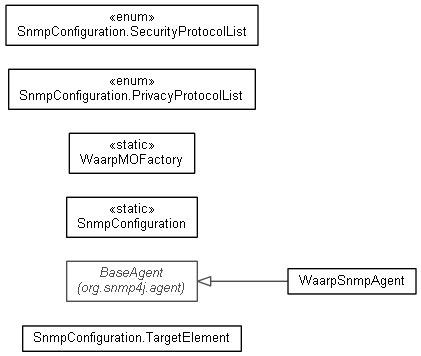 «enum»
SnmpConfiguration.SecurityProtocolList
«enum»
SnmpConfiguration.PrivacyProtocolList
«static»
WaarpMOFactory
«static»
SnmpConfiguration
BaseAgent
(org.snmp4j.agent)
WaarpSnmpAgent
SnmpConfiguration.TargetElement